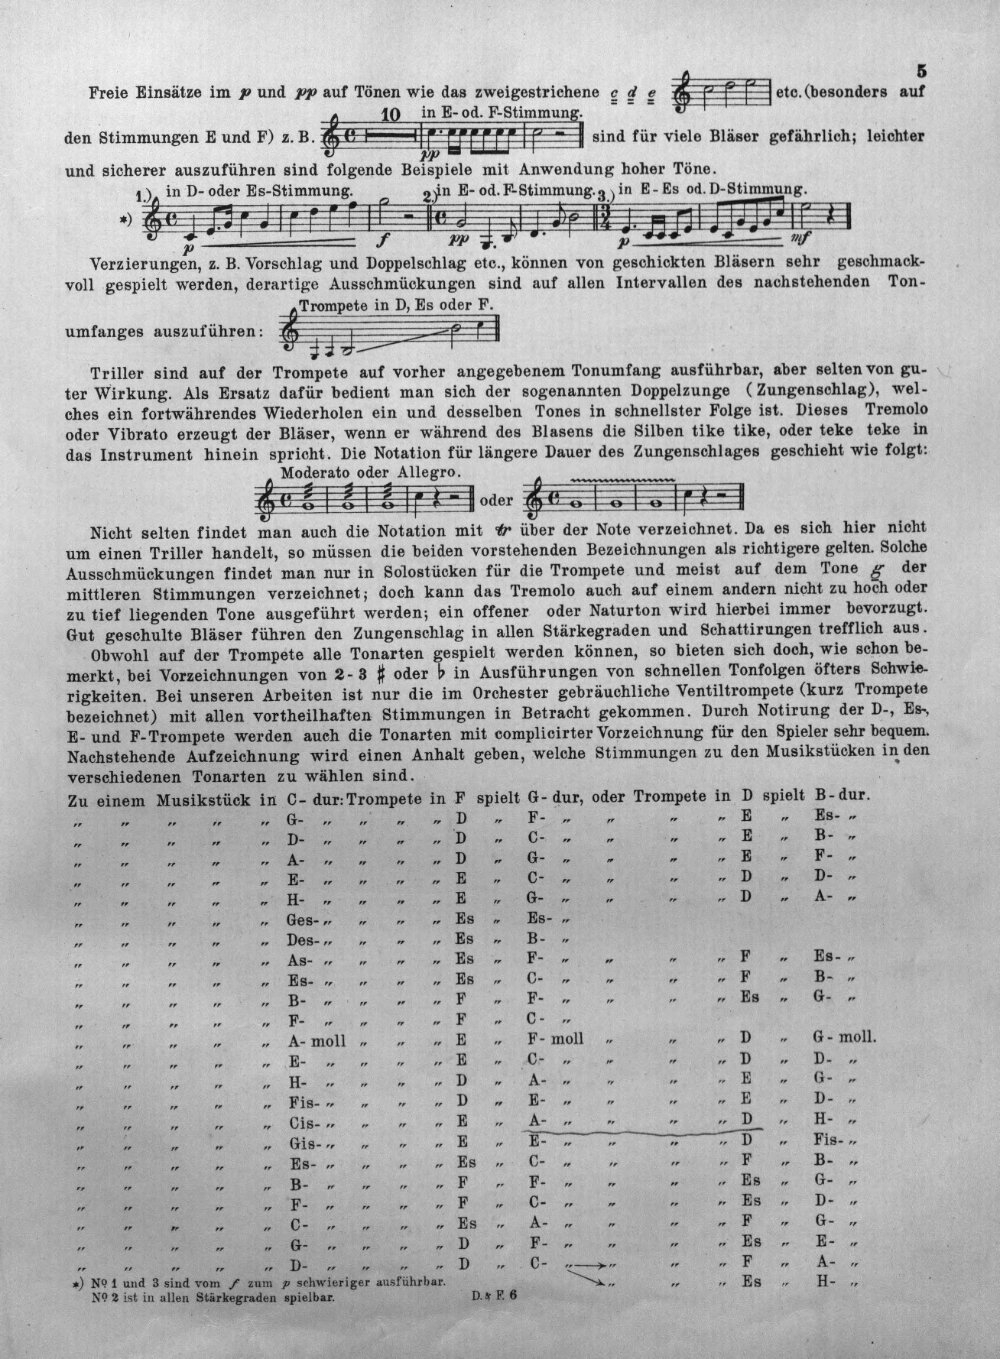 5
Freie Einsätze im p und pp auf Tönen wie das zweigestrichene c d e etc. (besonders auf
10 in E- od. F-Stimmung.
den Stimmungen E und F) z. B. sind für viele Bläser gefährlich; leichter
pp
und sicherer auszuführen sind folgende Beispiele mit Anwendung hoher Töne.
1.) in D- oder Es-Stimmung. 2.) in E- od. F-Stimmung. 3.) in E- Es od. D-Stimmung.
*)
p f pp p mf
Verzierungen, z. B. Vorschlag und Doppelschlag etc., können von geschickten Bläsern sehr geschmack-
voll gespielt werden, derartige Ausschmückungen sind auf allen Intervallen des nachstehenden Ton-
Trompete in D, Es oder F.
umfanges auszuführen:
Triller sind auf der Trompete auf vorher angegebenem Tonumfang ausführbar, aber selten von gu-
ter Wirkung. Als Ersatz dafür bedient man sich der sogenannten Doppelzunge (Zungenschlag), wel-
ches ein fortwährendes Wiederholen ein und desselben Tones in schnellster Folge ist. Dieses Tremolo
oder Vibrato erzeugt der Bläser, wenn er während des Blasens die Silben tike tike, oder teke teke in
das Instrument hinein spricht. Die Notation für längere Dauer des Zungenschlages geschieht wie folgt:
Moderato oder Allegro.
oder
Nicht selten findet man auch die Notation mit tr über der Note verzeichnet. Da es sich hier nicht
um einen Triller handelt, so müssen die beiden vorstehenden Bezeichnungen als richtigere gelten. Solche
Ausschmückungen findet man nur in Solostücken für die Trompete und meist auf dem Tone g der
mittleren Stimmungen verzeichnet; doch kann das Tremolo auch auf einem andern nicht zu hoch oder
zu tief liegenden Tone ausgeführt werden; ein offener oder Naturton wird hierbei immer bevorzugt.
Gut geschulte Bläser führen den Zungenschlag in allen Stärkegraden und Schattirungen trefflich aus.
Obwohl auf der Trompete alle Tonarten gespielt werden können, so bieten sich doch, wie schon be-
merkt, bei Vorzeichnungen von 2-3 ♯ oder ♭ in Ausführungen von schnellen Tonfolgen öfters Schwie-
rigkeiten. Bei unseren Arbeiten ist nur die im Orchester gebräuchliche Ventiltrompete (kurz Trompete
bezeichnet) mit allen vortheilhaften Stimmungen in Betracht gekommen. Durch Notirung der D-, Es-,
E- und F-Trompete werden auch die Tonarten mit complicirter Vorzeichnung für den Spieler sehr bequem.
Nachstehende Aufzeichnung wird einen Anhalt geben, welche Stimmungen zu den Musikstücken in den
verschiedenen Tonarten zu wählen sind.
Zu einem Musikstück in C- dur: Trompete in F spielt G- dur, oder Trompete in D spielt B- dur.
„ „ „ „ „ G- „ „ „ „ D „ F- „ „ „ „ E „ Es- „
„ „ „ „ „ D- „ „ „ „ D „ C- „ „ „ „ E „ B- „
„ „ „ „ „ A- „ „ „ „ D „ G- „ „ „ „ E „ F- „
„ „ „ „ „ E- „ „ „ „ E „ C- „ „ „ „ D „ D- „
„ „ „ „ „ H- „ „ „ „ E „ G- „ „ „ „ D „ A- „
„ „ „ „ „ Ges- „ „ „ „ Es „ Es- „
„ „ „ „ „ Des- „ „ „ „ Es „ B- „
„ „ „ „ „ As- „ „ „ „ Es „ F- „ „ „ „ F „ Es- „
„ „ „ „ „ Es- „ „ „ „ Es „ C- „ „ „ „ F „ B- „
„ „ „ „ „ B- „ „ „ „ F „ F- „ „ „ „ Es „ G- „
„ „ „ „ „ F- „ „ „ „ F „ C- „
„ „ „ „ „ A- moll „ „ „ E „ F- moll „ „ „ D „ G- moll.
„ „ „ „ „ E- „ „ „ „ E „ C- „ „ „ „ D „ D- „
„ „ „ „ „ H- „ „ „ „ D „ A- „ „ „ „ E „ G- „
„ „ „ „ „ Fis- „ „ „ „ D „ E- „ „ „ „ E „ D- „
„ „ „ „ „ Cis- „ „ „ „ E „ A- „ „ „ „ D „ H- „
„ „ „ „ „ Gis- „ „ „ „ E „ E- „ „ „ „ D „ Fis- „
„ „ „ „ „ Es- „ „ „ „ Es „ C- „ „ „ „ F „ B- „
„ „ „ „ „ B- „ „ „ „ F „ F- „ „ „ „ Es „ G- „
„ „ „ „ „ F- „ „ „ „ F „ C- „ „ „ „ Es „ D- „
„ „ „ „ „ C- „ „ „ „ Es „ A- „ „ „ „ F „ G- „
„ „ „ „ „ G- „ „ „ „ D „ F- „ „ „ „ Es „ E- „
„ „ „ „ „ D- „ „ „ „ D „ C- „ „ „ „ F „ A- „
„ „ „ Es „ H- „
*) No 1 und 3 sind vom f zum p schwieriger ausführbar.
No 2 ist in allen Stärkegraden spielbar.
D. & F. 6